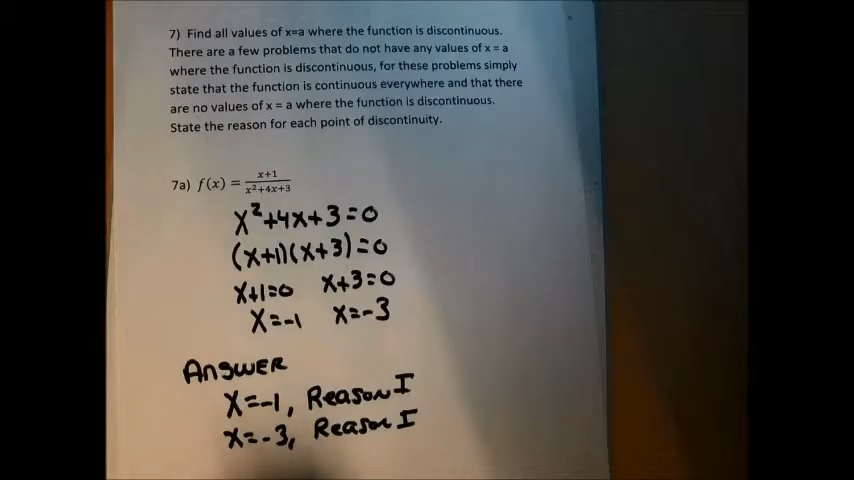 7) Find all values of x=a where the function is discontinuous.
There are a few problems that do not have any values of x = a
where the function is discontinuous, for these problems simply
state that the function is continuous everywhere and that there
are no values of x = a where the function is discontinuous.
State the reason for each point of discontinuity.
7a) f(x) = x+1 / x²+4x+3
x²+4x+3=0
(x+1)(x+3)=0
x+1=0 x+3=0
x=-1 x=-3
Answer
x=-1, Reason I
x=-3, Reason I